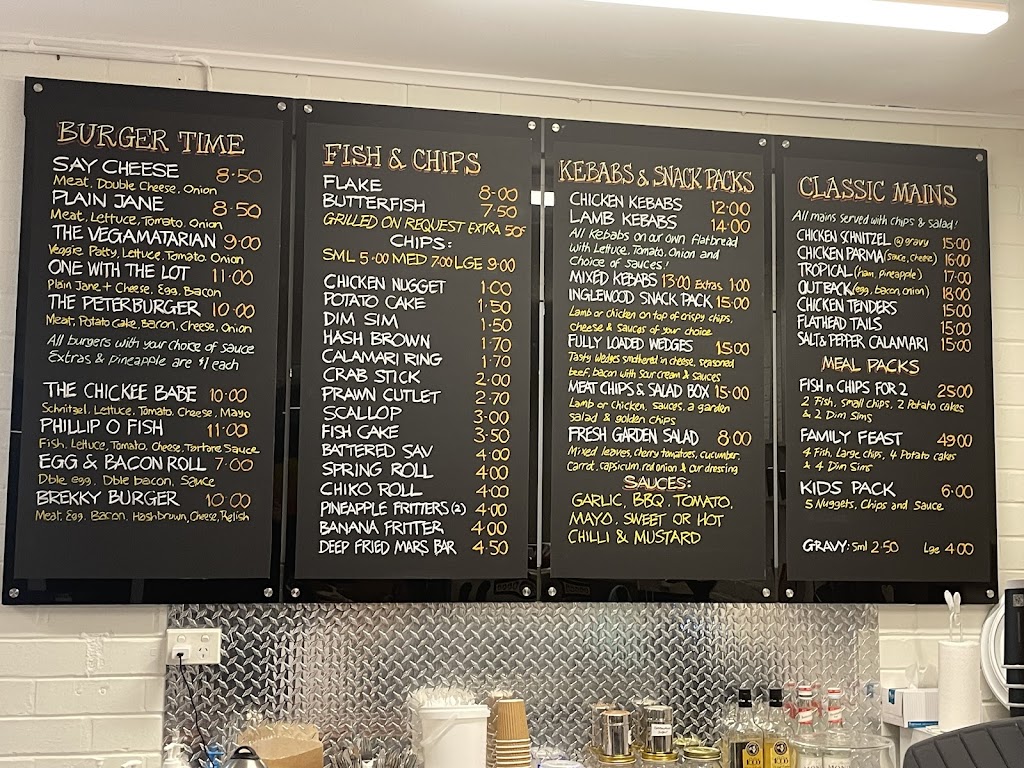 BURGER TIME
SAY CHEESE 8.50
Meat, Double Cheese, Onion
PLAIN JANE 8.50
Meat, Lettuce, Tomato, Onion
THE VEGAMATARIAN 9.00
Veggie Patty, Lettuce, Tomato, Onion
ONE WITH THE LOT 11.00
Plain Jane + Cheese, Egg, Bacon
THE PETERBURGER 10.00
Meat, Potato Cake, Bacon, Cheese, Onion
All burgers with your choice of sauce
Extras & pineapple are $1 each
THE CHICKEE BABE 10.00
Schnitzel, Lettuce, Tomato, Cheese, Mayo
PHILLIP O FISH 11.00
Fish, Lettuce, Tomato, Cheese, Tartare Sauce
EGG & BACON ROLL 7.00
Dble egg, Dble bacon, Sauce
BREKKY BURGER 10.00
Meat, Egg, Bacon, Hashbrown, Cheese, Relish
FISH & CHIPS
FLAKE 8.00
BUTTERFISH 7.50
GRILLED ON REQUEST EXTRA 50¢
CHIPS:
SML 5.00 MED 7.00 LGE 9.00
CHICKEN NUGGET 1.00
POTATO CAKE 1.50
DIM SIM 1.50
HASH BROWN 1.70
CALAMARI RING 1.70
CRAB STICK 2.00
PRAWN CUTLET 2.70
SCALLOP 3.00
FISH CAKE 3.50
BATTERED SAV 4.00
SPRING ROLL 4.00
CHIKO ROLL 4.00
PINEAPPLE FRITTERS (2) 4.00
BANANA FRITTER 4.00
DEEP FRIED MARS BAR 4.50
KEBABS & SNACK PACKS
CHICKEN KEBABS 12.00
LAMB KEBABS 14.00
All Kebabs on our own flatbread
with Lettuce, Tomato, Onion and
choice of sauces!
MIXED KEBABS 13.00 Extras 1.00
INGLEWOOD SNACK PACK 15.00
Lamb or chicken on top of crispy chips,
cheese & sauces of your choice
FULLY LOADED WEDGES 15.00
Tasty wedges smothered in cheese, seasoned
beef, bacon with sour cream & sauces
MEAT CHIPS & SALAD BOX 15.00
Lamb or chicken, sauces, a garden
salad & golden chips
FRESH GARDEN SALAD 8.00
Mixed leaves, cherry tomatoes, cucumber,
Carrot, capsicum, red onion & our dressing
SAUCES:
GARLIC, BBQ, TOMATO,
MAYO, SWEET OR HOT
CHILLI & MUSTARD
CLASSIC MAINS
All mains served with chips & salad!
CHICKEN SCHNITZEL @ gravy 15.00
CHICKEN PARMA (sauce, cheese) 16.00
TROPICAL (ham, pineapple) 17.00
OUTBACK (egg, bacon, onion) 18.00
CHICKEN TENDERS 15.00
FLATHEAD TAILS 15.00
SALT & PEPPER CALAMARI 15.00
MEAL PACKS
FISH n CHIPS FOR 2 25.00
2 Fish, small chips, 2 Potato cakes
& 2 Dim Sims
FAMILY FEAST 49.00
4 Fish, Large chips, 4 Potato cakes
& 4 Dim Sims
KIDS PACK 6.00
5 Nuggets, Chips and Sauce
GRAVY: Sml 2.50 Lge 4.00